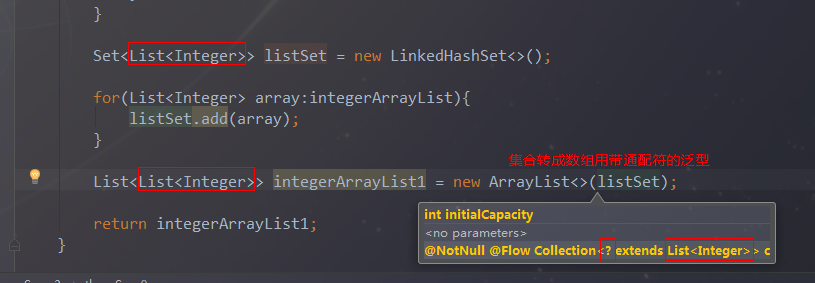 }
Set<List<Integer>> listSet = new LinkedHashSet<>();
for(List<Integer> array:integerArrayList){
listSet.add(array);
}
集合转成数组用带通配符的泛型
List<List<Integer>> integerArrayList1 = new ArrayList<>(listSet);
int initialCapacity
<no parameters>
@NotNull @Flow Collection<? extends List<Integer>> c
return integerArrayList1;
}